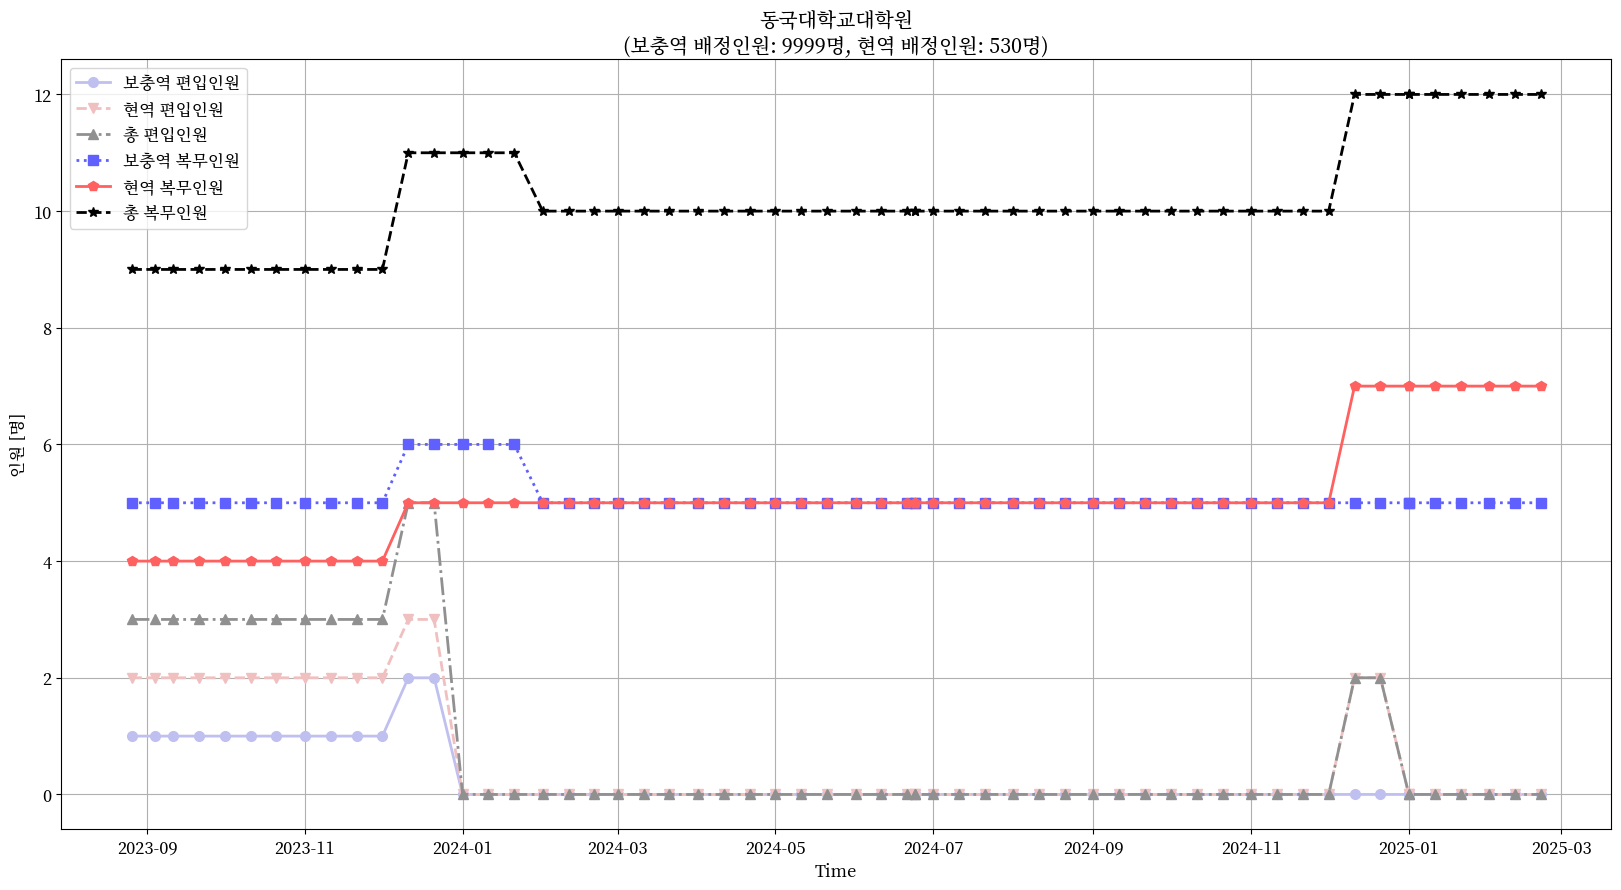 동국대학교대학원
(보충역 배정인원: 9999명, 현역 배정인원: 530명)
보충역 편입인원
현역 편입인원
총 편입인원
보충역 복무인원
현역 복무인원
총 복무인원
12
10
8
6
4
2
0
인원 [명]
2023-09 2023-11 2024-01 2024-03 2024-05 2024-07 2024-09 2024-11 2025-01 2025-03
Time